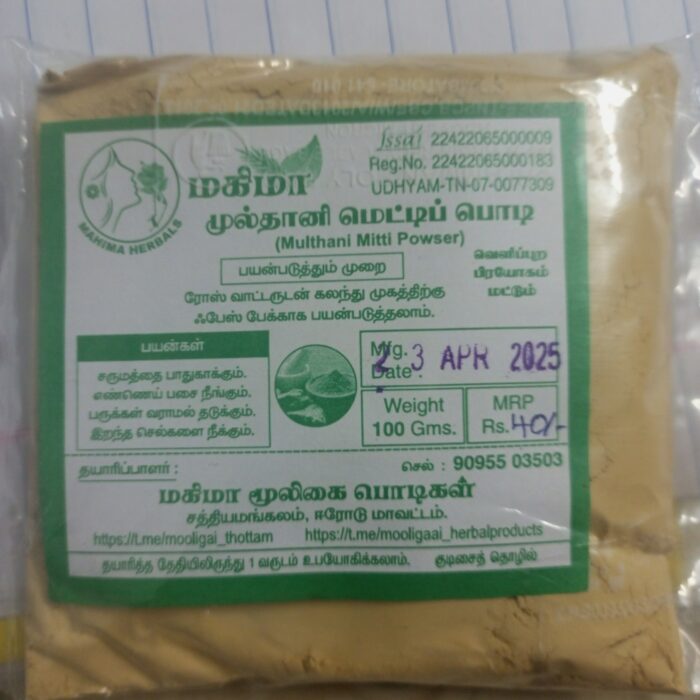 fssai 22422065000009
Reg.No. 22422065000183
UDHYAM-TN-07-0077309
MAHIMA HERBALS
மகிமா
முல்தானி மெட்டிப் பொடி
(Multhani Mitti Powser)
பயன்படுத்தும் முறை
வெளிப்புற
பிரயோகம்
மட்டும்
ரோஸ் வாட்டருடன் கலந்து முகத்திற்கு
ஃபேஸ் பேக்காக பயன்படுத்தலாம்.
பயன்கள்
சருமத்தை பாதுகாக்கும்.
எண்ணெய் பசை நீங்கும்.
பருக்கள் வராமல் தடுக்கும்.
இறந்த செல்களை நீக்கும்.
Mfg. Date : 2 3 APR 2025
Weight
100 Gms.
MRP
Rs. 40/-
தயாரிப்பாளர் :
செல் : 90955 03503
மகிமா மூலிகை பொடிகள்
சத்தியமங்கலம், ஈரோடு மாவட்டம்.
https://t.me/mooligai_thottam https://t.me/mooligaai_herbalproducts
தயாரித்த தேதியிலிருந்து 1 வருடம் உபயோகிக்கலாம். குடிசைத் தொழில்